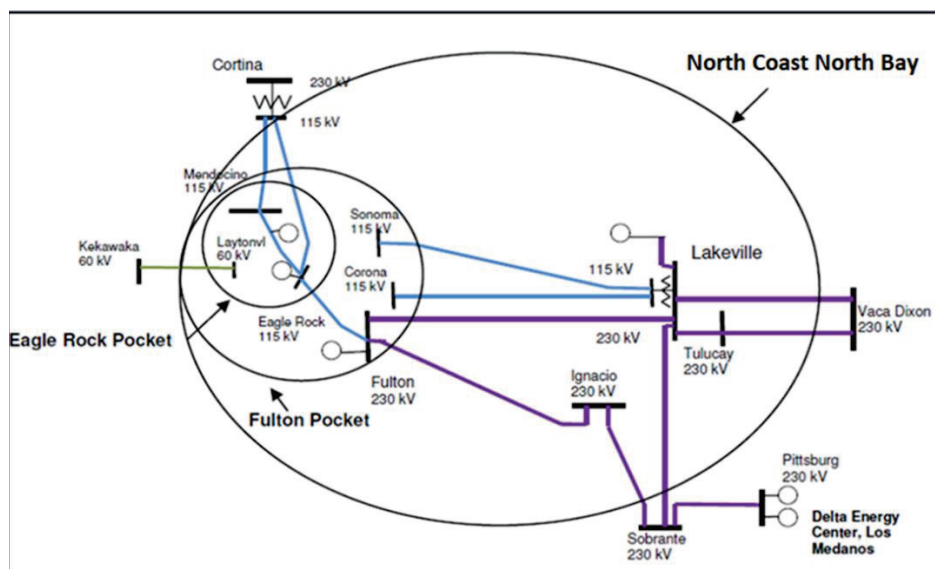 North Coast North Bay
Cortina
230 kV
115 kV
Mendocino
115 kV
Sonoma
115 kV
Laytonvl
60 kV
Kekawaka
60 kV
Lakeville
115 kV
Corona
115 kV
Vaca Dixon
230 kV
Eagle Rock
115 kV
Eagle Rock Pocket
230 kV
Tulucay
230 kV
Fulton
230 kV
Ignacio
230 kV
Fulton Pocket
Pittsburg
230 kV
Delta Energy
Center, Los
Medanos
Sobrante
230 kV